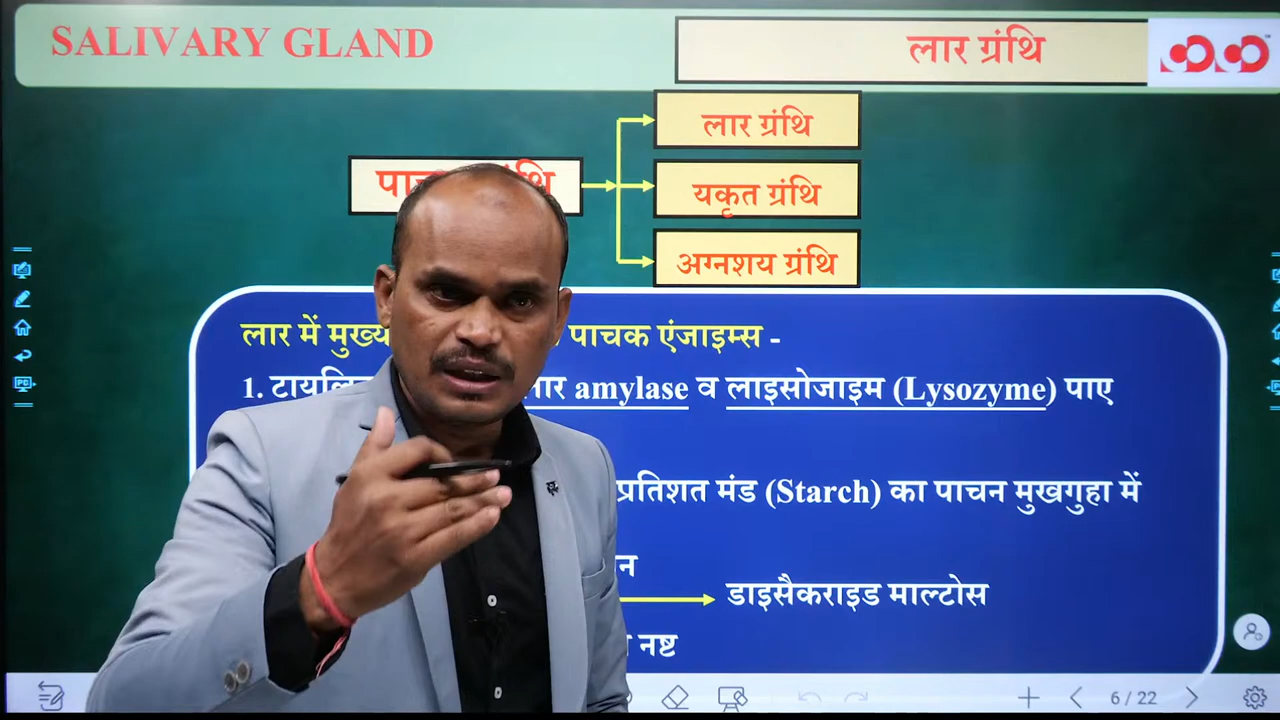 SALIVARY GLAND
लार ग्रंथि
लार ग्रंथि
यकृत ग्रंथि
अग्नशय ग्रंथि
लार में मुख्य पाचक एंजाइम्स -
1. amylase व लाइसोजाइम (Lysozyme) पाए
प्रतिशत मंड (Starch) का पाचन मुखगुहा में
डाइसैकराइड माल्टोस
नष्ट
6 / 22